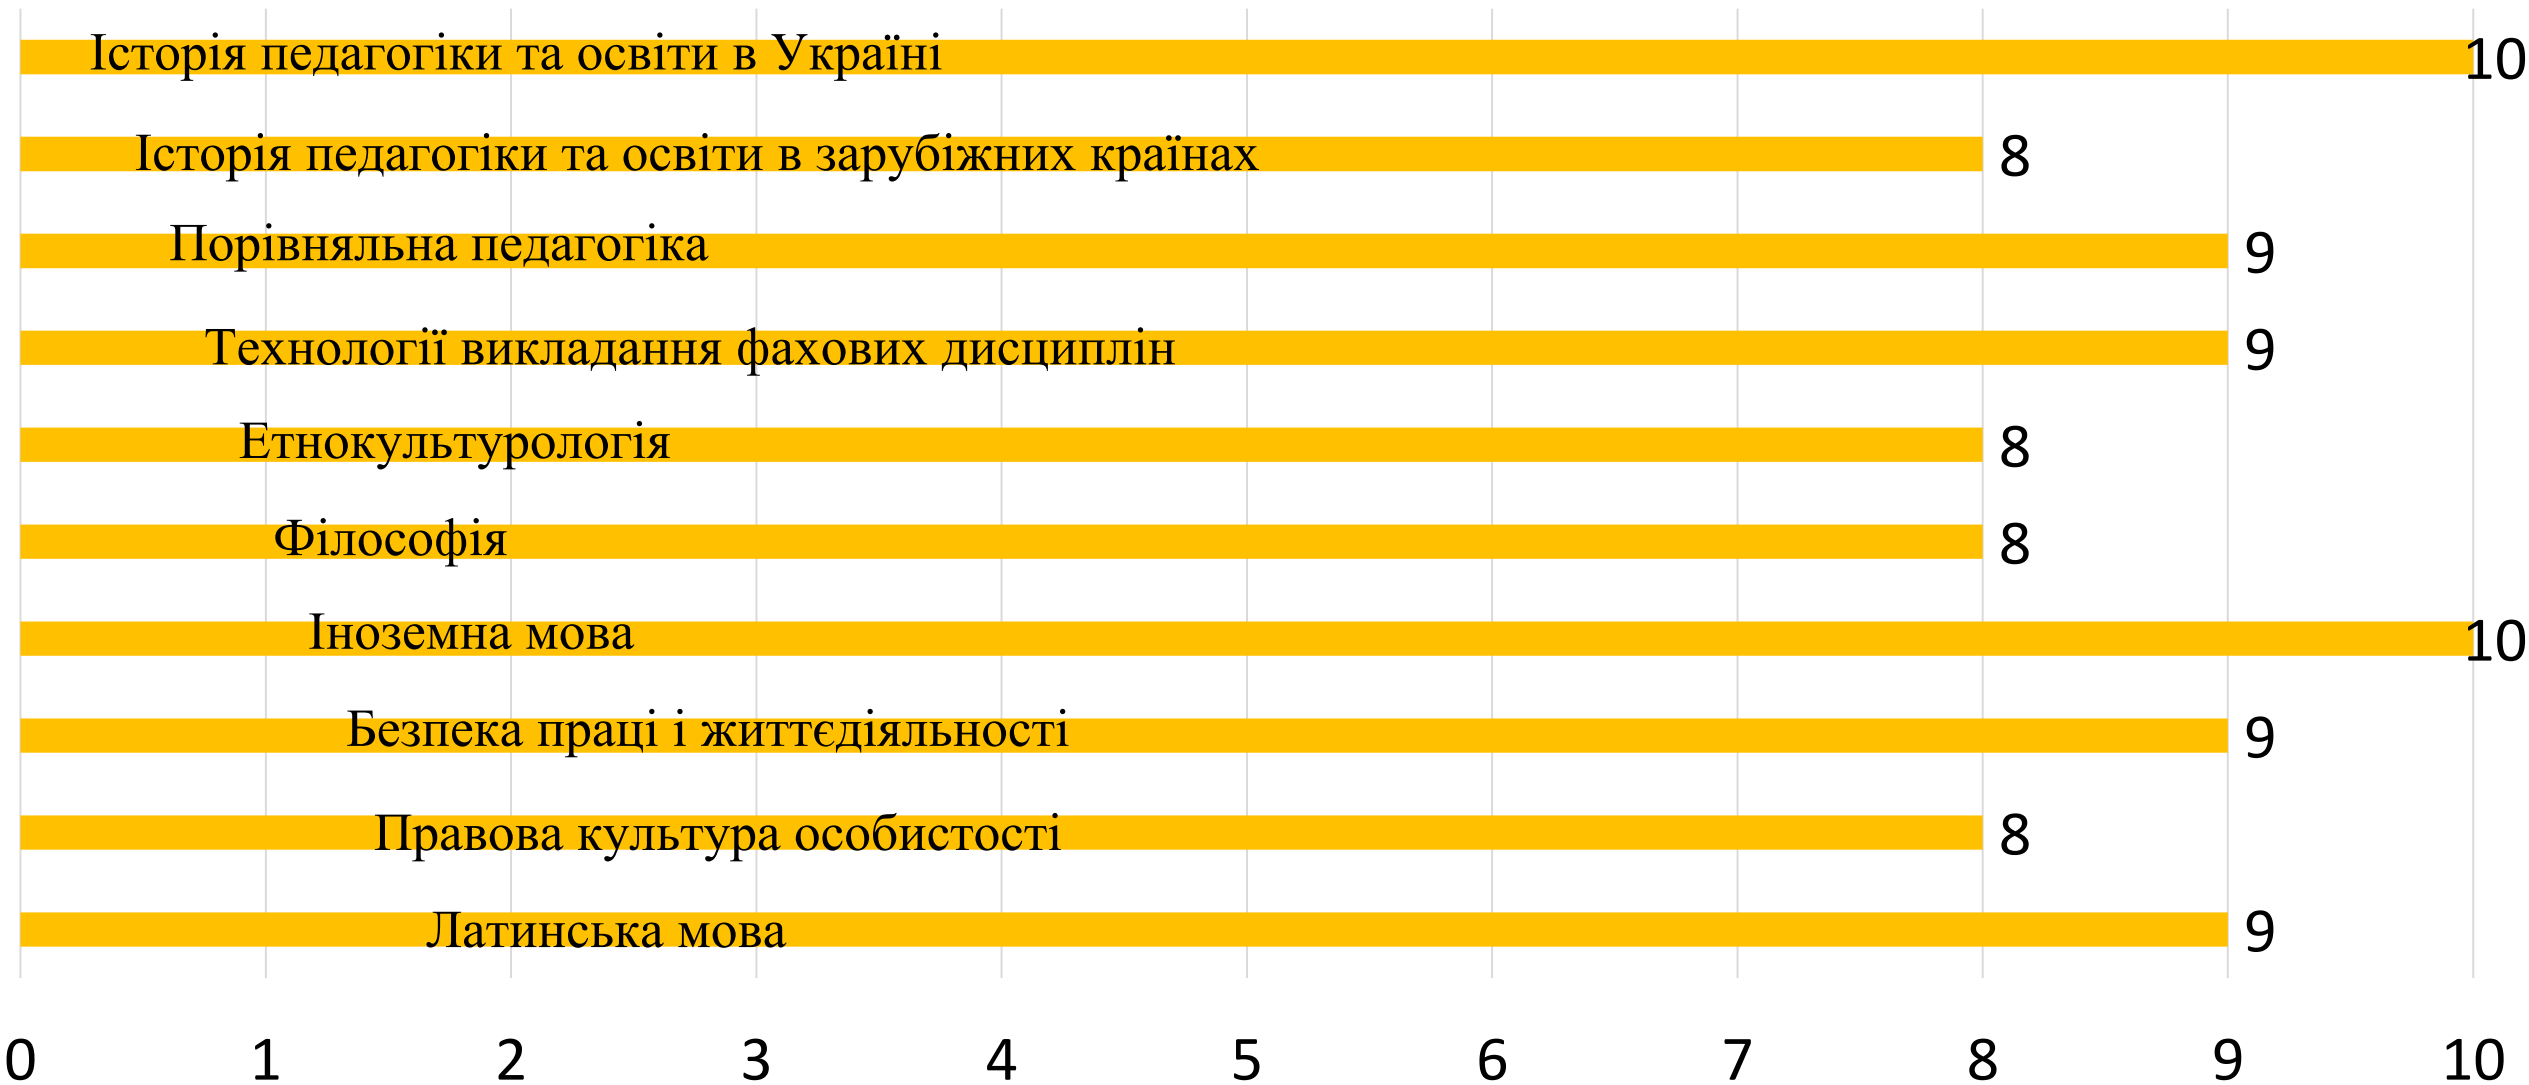 Історія педагогіки та освіти в Україні 10
Історія педагогіки та освіти в зарубіжних країнах 8
Порівняльна педагогіка 9
Технології викладання фахових дисциплін 9
Етнокультурологія 8
Філософія 8
Іноземна мова 10
Безпека праці і життєдіяльності 9
Правова культура особистості 8
Латинська мова 9
0 1 2 3 4 5 6 7 8 9 10